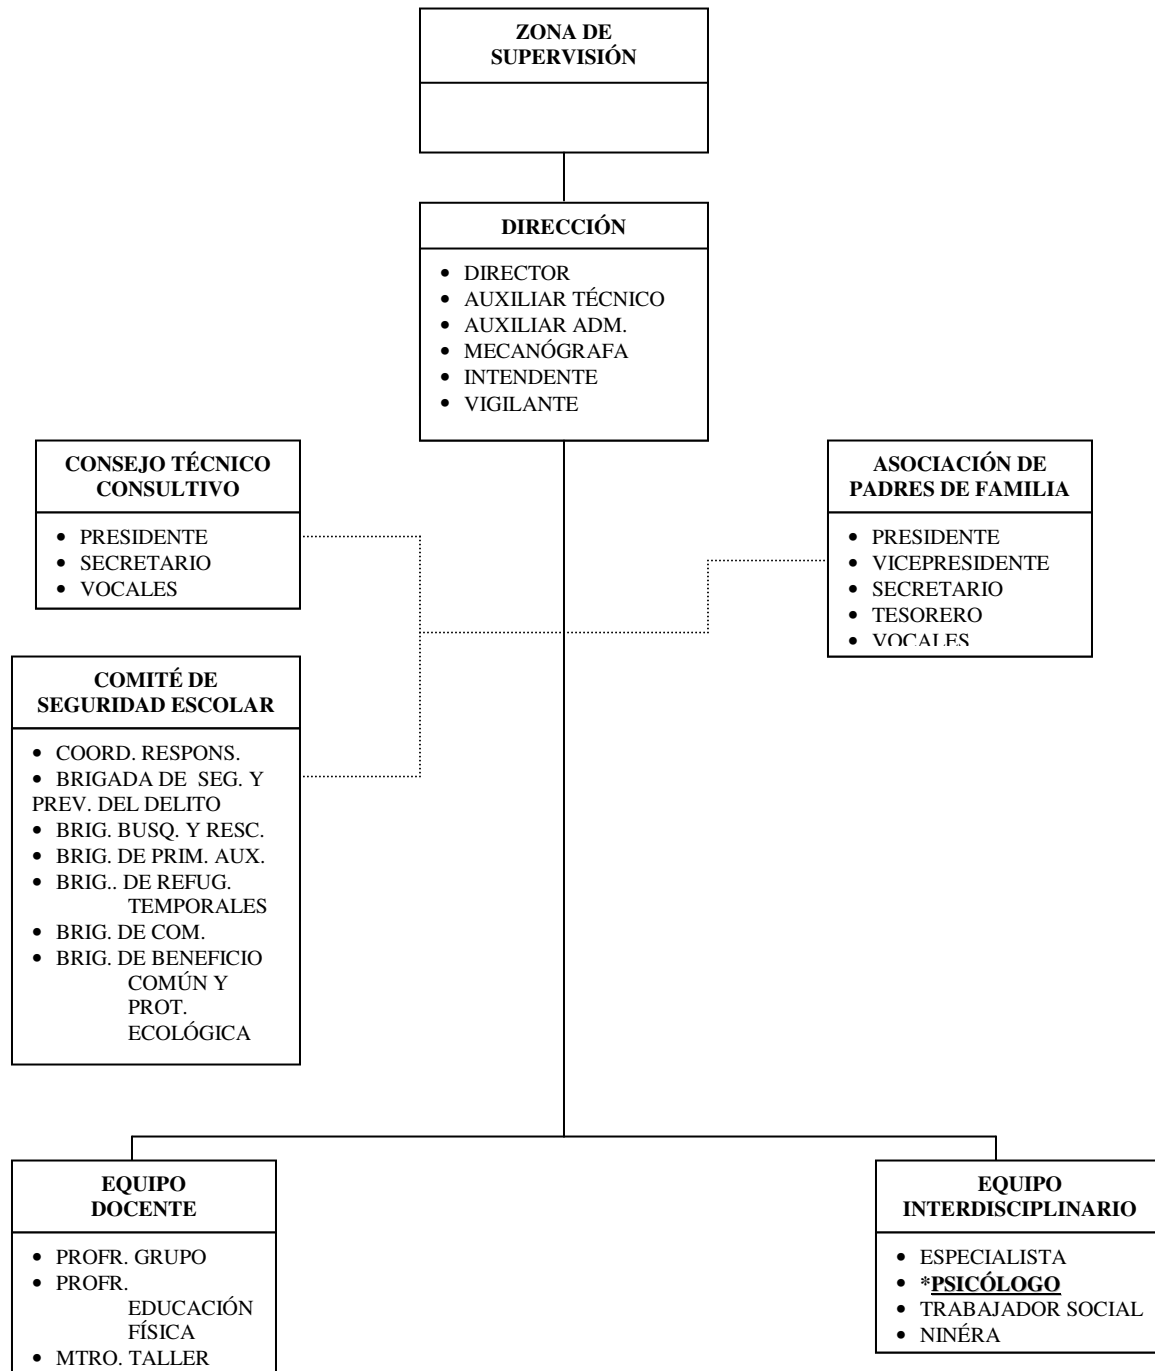 ZONA DE
SUPERVISIÓN
DIRECCIÓN
• DIRECTOR
• AUXILIAR TÉCNICO
• AUXILIAR ADM.
• MECANÓGRAFA
• INTENDENTE
• VIGILANTE
CONSEJO TÉCNICO
CONSULTIVO
• PRESIDENTE
• SECRETARIO
• VOCALES
ASOCIACIÓN DE
PADRES DE FAMILIA
• PRESIDENTE
• VICEPRESIDENTE
• SECRETARIO
• TESORERO
• VOCALES
COMITÉ DE
SEGURIDAD ESCOLAR
• COORD. RESPONS.
• BRIGADA DE  SEG. Y
PREV. DEL DELITO
• BRIG. BUSQ. Y RESC.
• BRIG. DE PRIM. AUX.
• BRIG.. DE REFUG.
TEMPORALES
• BRIG. DE COM.
• BRIG. DE BENEFICIO
COMÚN Y
PROT.
ECOLÓGICA
EQUIPO
DOCENTE
• PROFR. GRUPO
• PROFR.
EDUCACIÓN
FÍSICA
• MTRO. TALLER
EQUIPO
INTERDISCIPLINARIO
• ESPECIALISTA
• *PSICÓLOGO
• TRABAJADOR SOCIAL
• NINÉRA